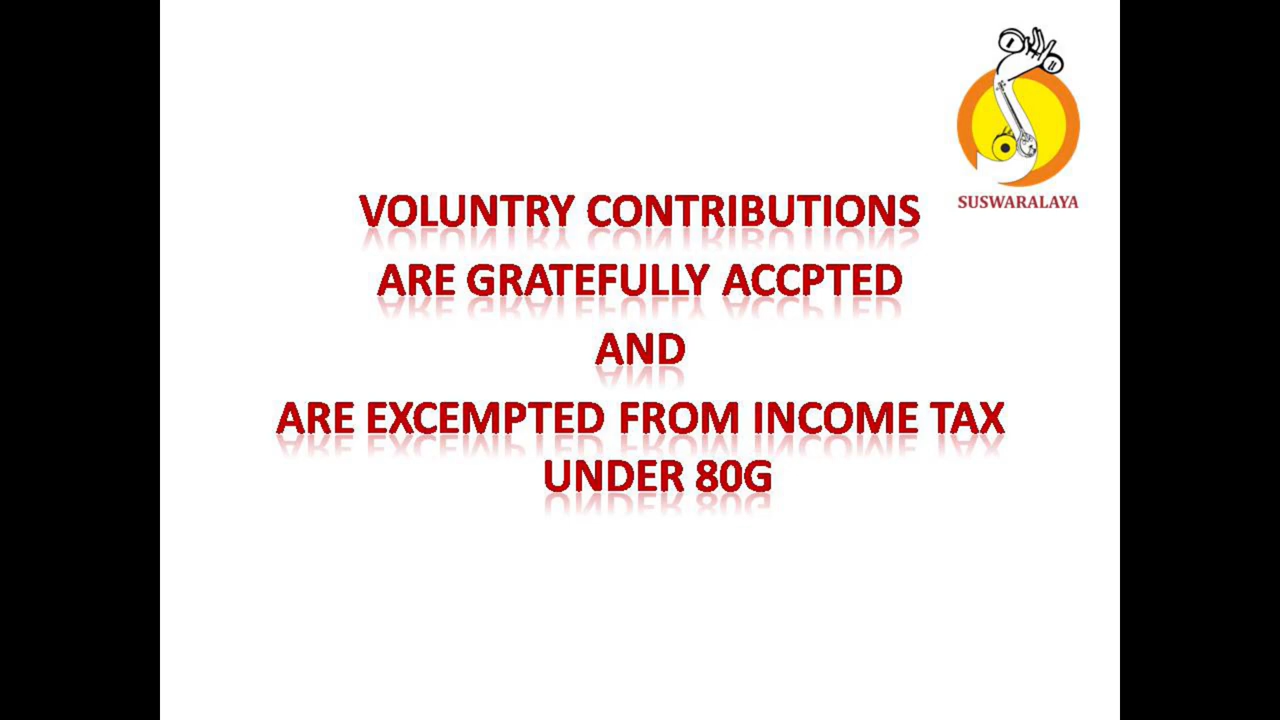 SUSWARALAYA
VOLUNTRY CONTRIBUTIONS
ARE GRATEFULLY ACCPTED
AND
ARE EXCEMPTED FROM INCOME TAX
UNDER 80G